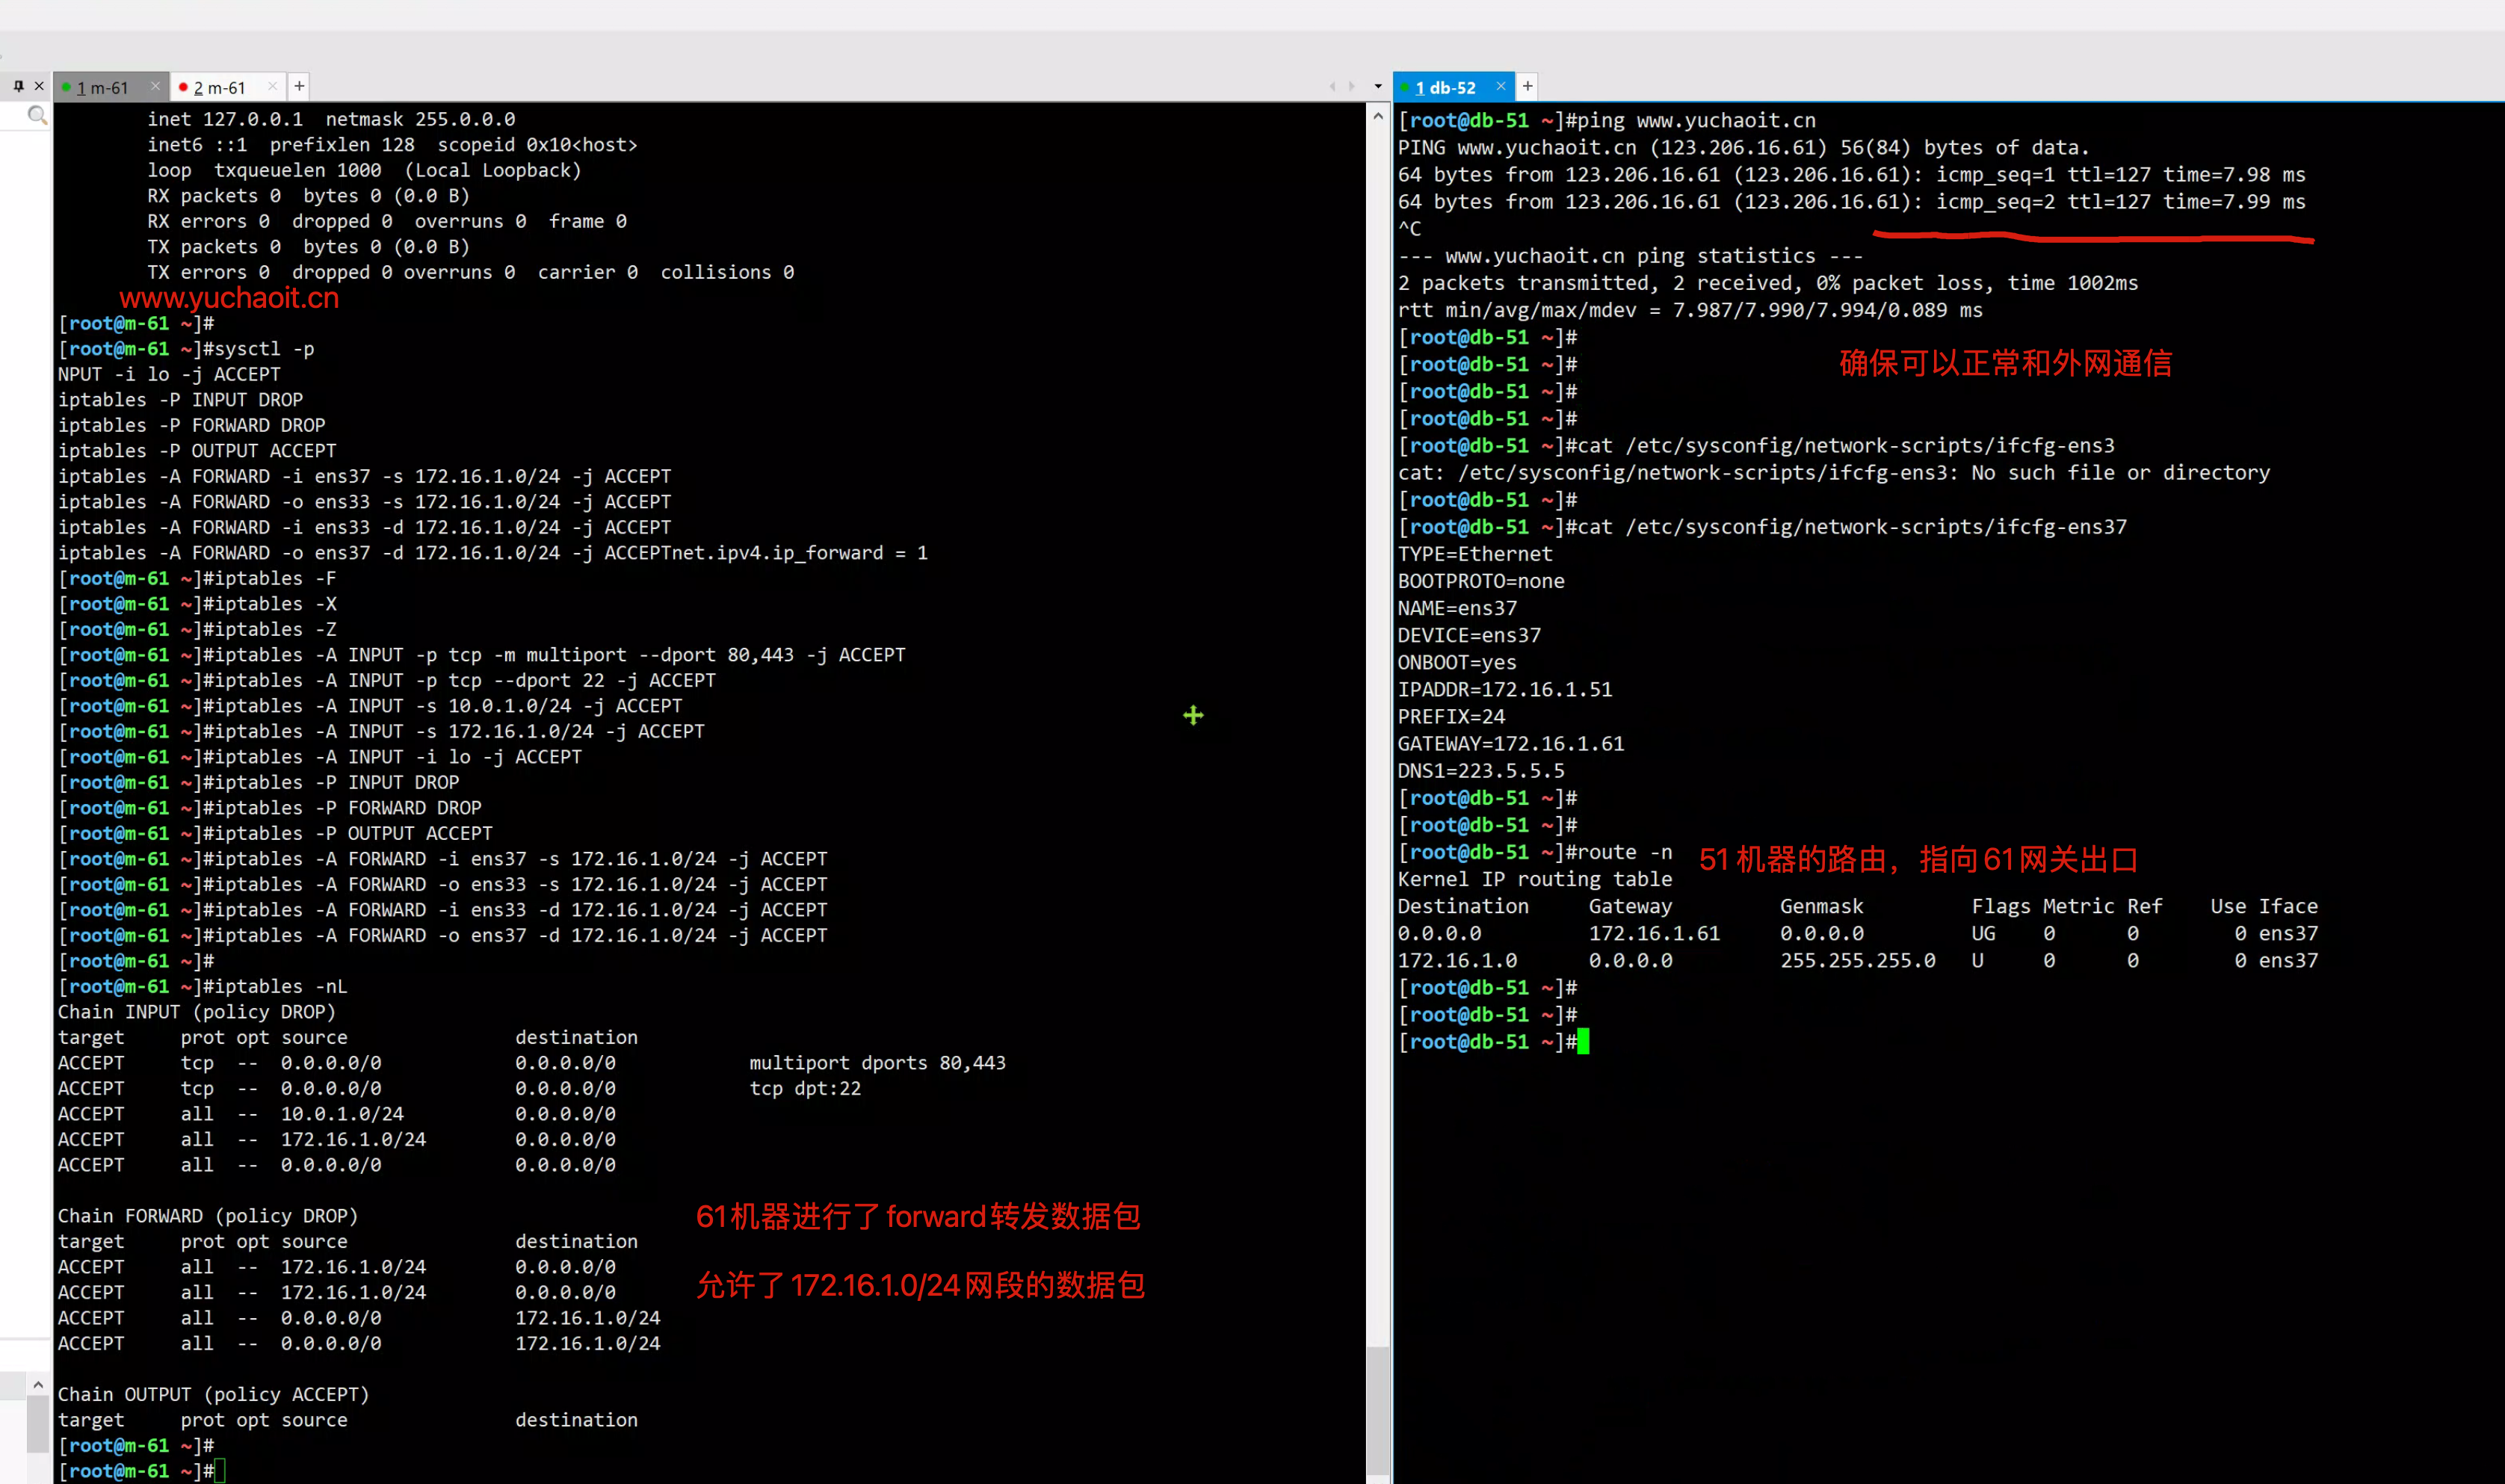 1 m-61
2 m-61
inet 127.0.0.1  netmask 255.0.0.0
inet6 ::1  prefixlen 128  scopeid 0x10<host>
loop  txqueuelen 1000  (Local Loopback)
RX packets 0  bytes 0 (0.0 B)
RX errors 0  dropped 0  overruns 0  frame 0
TX packets 0  bytes 0 (0.0 B)
TX errors 0  dropped 0 overruns 0  carrier 0  collisions 0
www.yuchaoit.cn
[root@m-61 ~]#
[root@m-61 ~]#sysctl -p
NPUT -i lo -j ACCEPT
iptables -P INPUT DROP
iptables -P FORWARD DROP
iptables -P OUTPUT ACCEPT
iptables -A FORWARD -i ens37 -s 172.16.1.0/24 -j ACCEPT
iptables -A FORWARD -o ens33 -s 172.16.1.0/24 -j ACCEPT
iptables -A FORWARD -i ens33 -d 172.16.1.0/24 -j ACCEPT
iptables -A FORWARD -o ens37 -d 172.16.1.0/24 -j ACCEPTnet.ipv4.ip_forward = 1
[root@m-61 ~]#iptables -F
[root@m-61 ~]#iptables -X
[root@m-61 ~]#iptables -Z
[root@m-61 ~]#iptables -A INPUT -p tcp -m multiport --dport 80,443 -j ACCEPT
[root@m-61 ~]#iptables -A INPUT -p tcp --dport 22 -j ACCEPT
[root@m-61 ~]#iptables -A INPUT -s 10.0.1.0/24 -j ACCEPT
[root@m-61 ~]#iptables -A INPUT -s 172.16.1.0/24 -j ACCEPT
[root@m-61 ~]#iptables -A INPUT -i lo -j ACCEPT
[root@m-61 ~]#iptables -P INPUT DROP
[root@m-61 ~]#iptables -P FORWARD DROP
[root@m-61 ~]#iptables -P OUTPUT ACCEPT
[root@m-61 ~]#iptables -A FORWARD -i ens37 -s 172.16.1.0/24 -j ACCEPT
[root@m-61 ~]#iptables -A FORWARD -o ens33 -s 172.16.1.0/24 -j ACCEPT
[root@m-61 ~]#iptables -A FORWARD -i ens33 -d 172.16.1.0/24 -j ACCEPT
[root@m-61 ~]#iptables -A FORWARD -o ens37 -d 172.16.1.0/24 -j ACCEPT
[root@m-61 ~]#
[root@m-61 ~]#iptables -nL
Chain INPUT (policy DROP)
target     prot opt source               destination
ACCEPT     tcp  --  0.0.0.0/0            0.0.0.0/0            multiport dports 80,443
ACCEPT     tcp  --  0.0.0.0/0            0.0.0.0/0            tcp dpt:22
ACCEPT     all  --  10.0.1.0/24          0.0.0.0/0
ACCEPT     all  --  172.16.1.0/24        0.0.0.0/0
ACCEPT     all  --  0.0.0.0/0            0.0.0.0/0
Chain FORWARD (policy DROP)
61机器进行了forward转发数据包
target     prot opt source               destination
ACCEPT     all  --  172.16.1.0/24        0.0.0.0/0
ACCEPT     all  --  172.16.1.0/24        0.0.0.0/0
允许了172.16.1.0/24网段的数据包
ACCEPT     all  --  0.0.0.0/0            172.16.1.0/24
ACCEPT     all  --  0.0.0.0/0            172.16.1.0/24
Chain OUTPUT (policy ACCEPT)
target     prot opt source               destination
[root@m-61 ~]#
[root@m-61 ~]#
1 db-52
[root@db-51 ~]#ping www.yuchaoit.cn
PING www.yuchaoit.cn (123.206.16.61) 56(84) bytes of data.
64 bytes from 123.206.16.61 (123.206.16.61): icmp_seq=1 ttl=127 time=7.98 ms
64 bytes from 123.206.16.61 (123.206.16.61): icmp_seq=2 ttl=127 time=7.99 ms
^C
--- www.yuchaoit.cn ping statistics ---
2 packets transmitted, 2 received, 0% packet loss, time 1002ms
rtt min/avg/max/mdev = 7.987/7.990/7.994/0.089 ms
[root@db-51 ~]#
[root@db-51 ~]#
确保可以正常和外网通信
[root@db-51 ~]#
[root@db-51 ~]#
[root@db-51 ~]#cat /etc/sysconfig/network-scripts/ifcfg-ens3
cat: /etc/sysconfig/network-scripts/ifcfg-ens3: No such file or directory
[root@db-51 ~]#
[root@db-51 ~]#cat /etc/sysconfig/network-scripts/ifcfg-ens37
TYPE=Ethernet
BOOTPROTO=none
NAME=ens37
DEVICE=ens37
ONBOOT=yes
IPADDR=172.16.1.51
PREFIX=24
GATEWAY=172.16.1.61
DNS1=223.5.5.5
[root@db-51 ~]#
[root@db-51 ~]#
[root@db-51 ~]#route -n
51机器的路由，指向61网关出口
Kernel IP routing table
Destination     Gateway         Genmask         Flags Metric Ref    Use Iface
0.0.0.0         172.16.1.61     0.0.0.0         UG    0      0        0 ens37
172.16.1.0      0.0.0.0         255.255.255.0   U     0      0        0 ens37
[root@db-51 ~]#
[root@db-51 ~]#
[root@db-51 ~]#